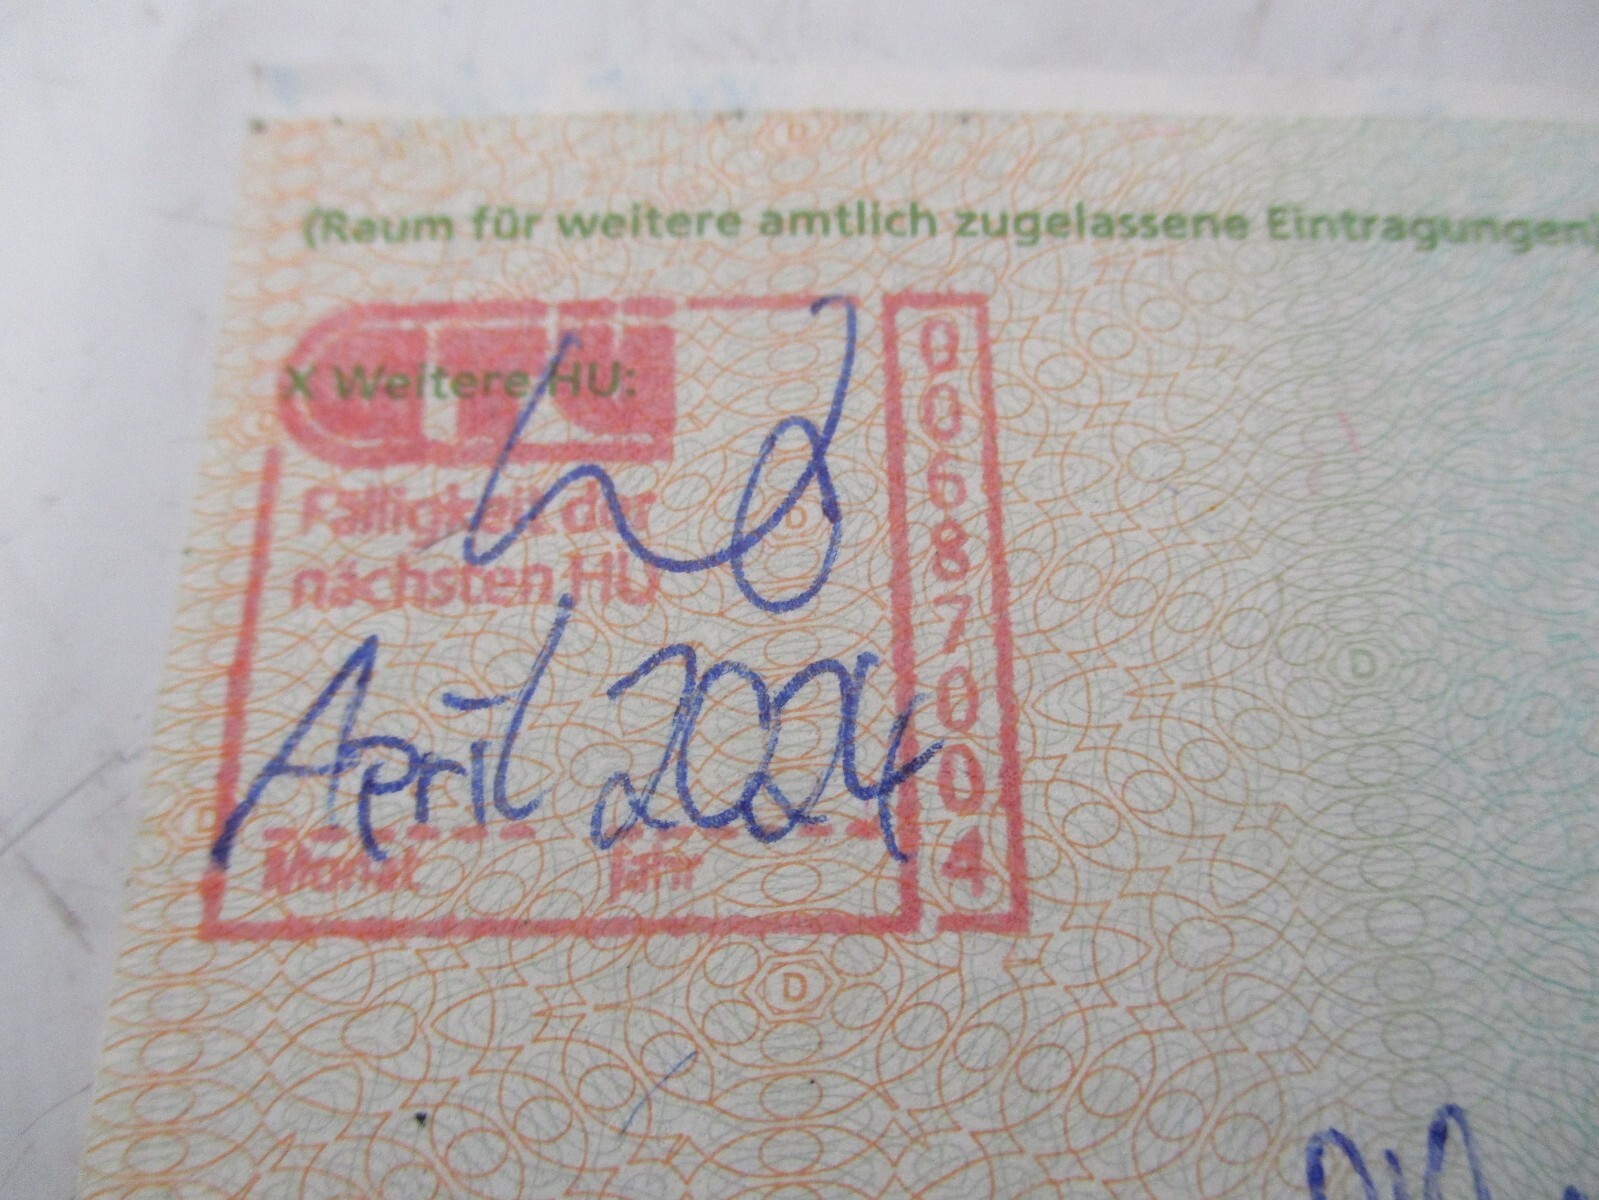 (Raum für weitere amtlich zugelassene Eintragungen)
X Weitere HU:
Fälligkeit der
nächsten HU
April 2024
Monat Jahr
00687004